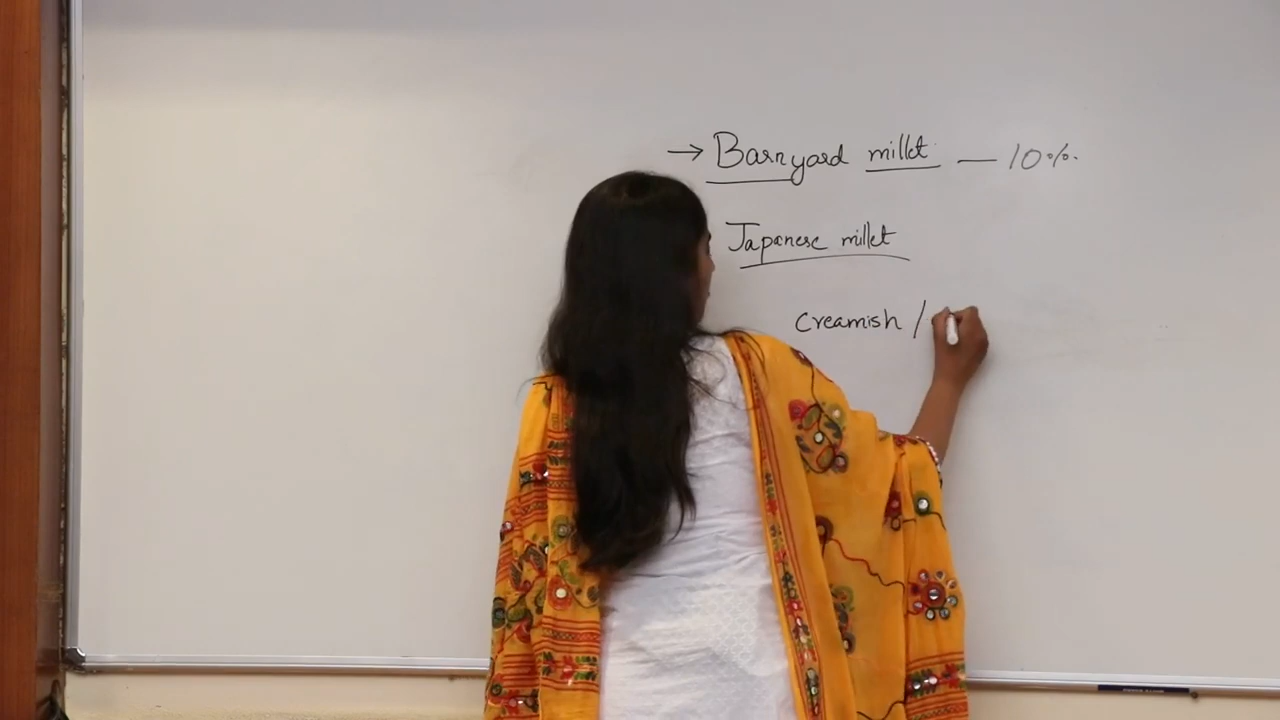 → Barnyard millet — 10%.
Japanese millet
creamish /